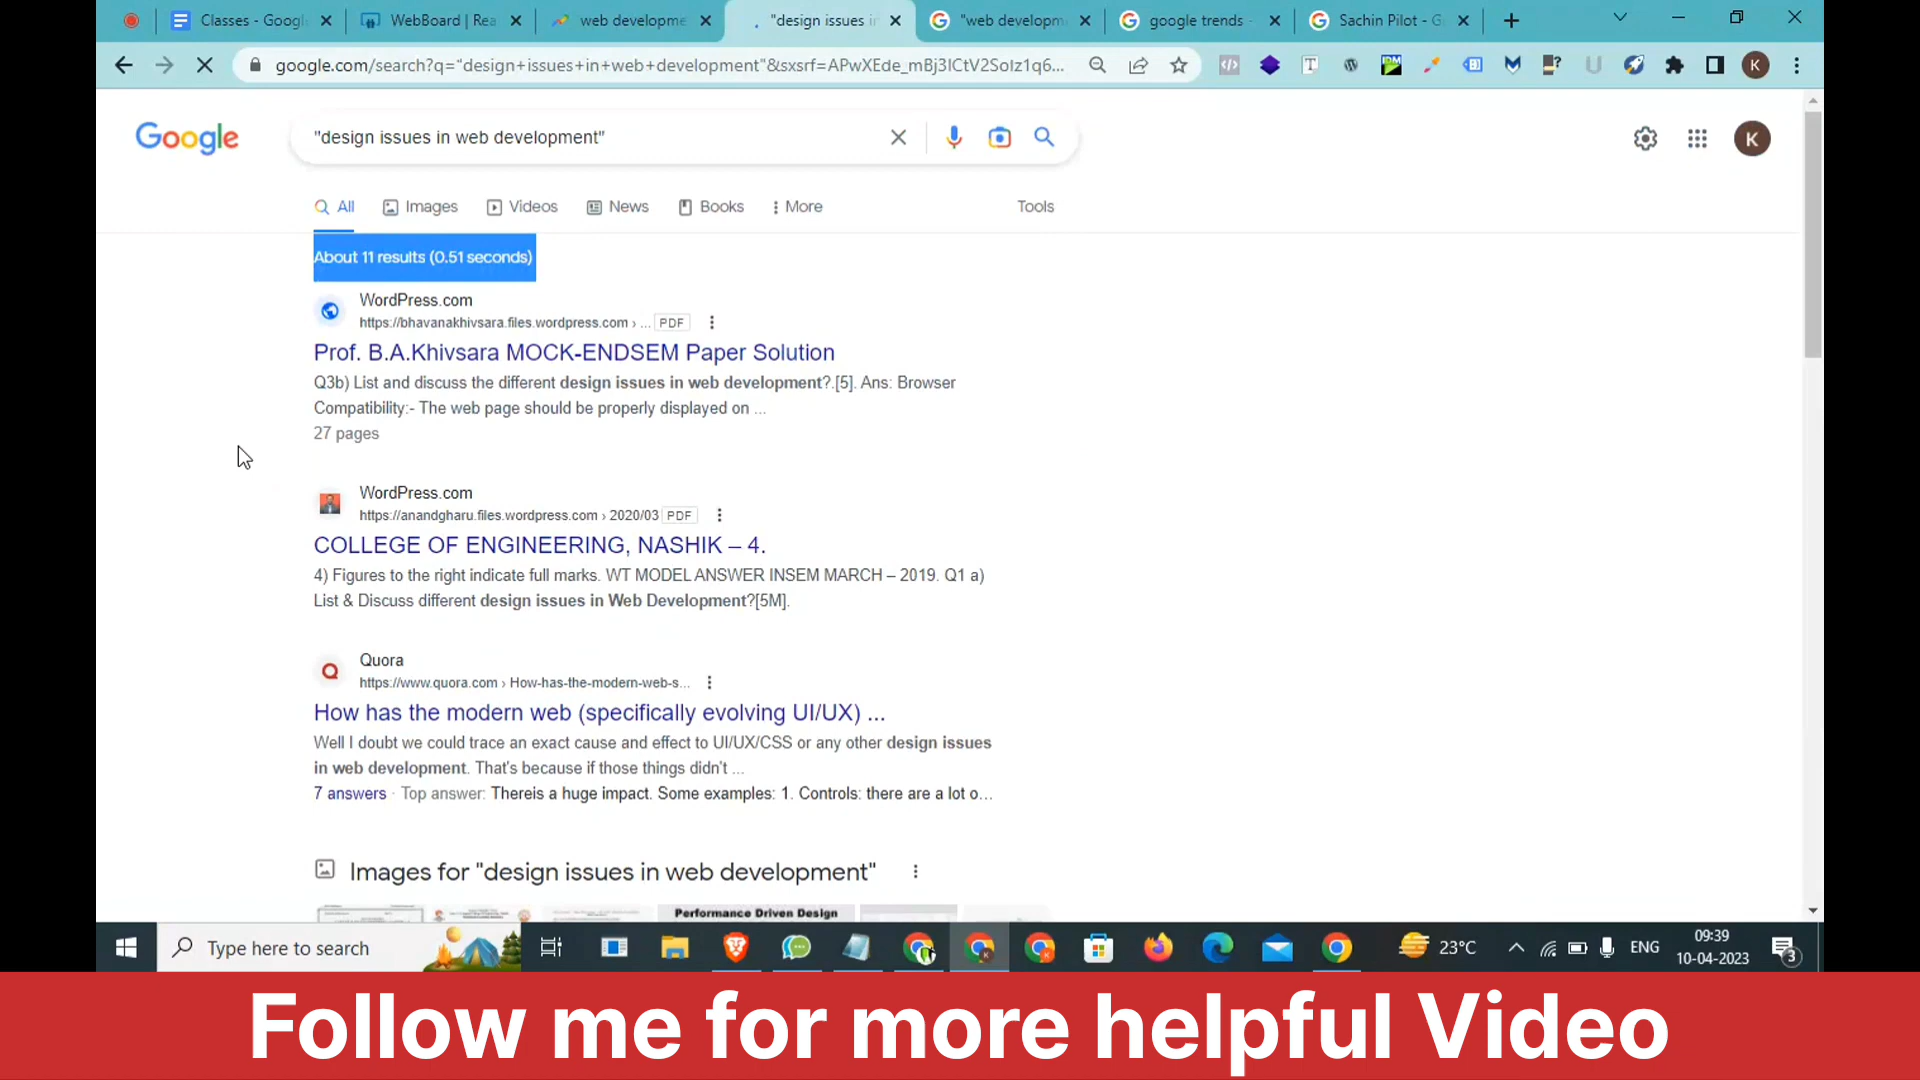 Classes - Googl
WebBoard | Rea
web developme
"design issues in
"web developm
google trends -
Sachin Pilot - G
google.com/search?q="design+issues+in+web+development"&sxsrf=APwXEde_mBj3lCtV2Solz1q6...
K
Google
"design issues in web development"
K
All
Images
Videos
News
Books
More
Tools
About 11 results (0.51 seconds)
WordPress.com
https://bhavanakhivsara.files.wordpress.com › ... PDF
Prof. B.A.Khivsara MOCK-ENDSEM Paper Solution
Q3b) List and discuss the different design issues in web development?.[5]. Ans: Browser
Compatibility:- The web page should be properly displayed on ...
27 pages
WordPress.com
https://anandgharu.files.wordpress.com › 2020/03 PDF
COLLEGE OF ENGINEERING, NASHIK – 4.
4) Figures to the right indicate full marks. WT MODEL ANSWER INSEM MARCH – 2019. Q1 a)
List & Discuss different design issues in Web Development?[5M].
Quora
https://www.quora.com › How-has-the-modern-web-s...
How has the modern web (specifically evolving UI/UX) ...
Well I doubt we could trace an exact cause and effect to UI/UX/CSS or any other design issues
in web development. That's because if those things didn't ...
7 answers · Top answer: Thereis a huge impact. Some examples: 1. Controls: there are a lot o...
Images for "design issues in web development"
Performance Driven Design
Type here to search
23°C
ENG
09:39
10-04-2023
3
Follow me for more helpful Video